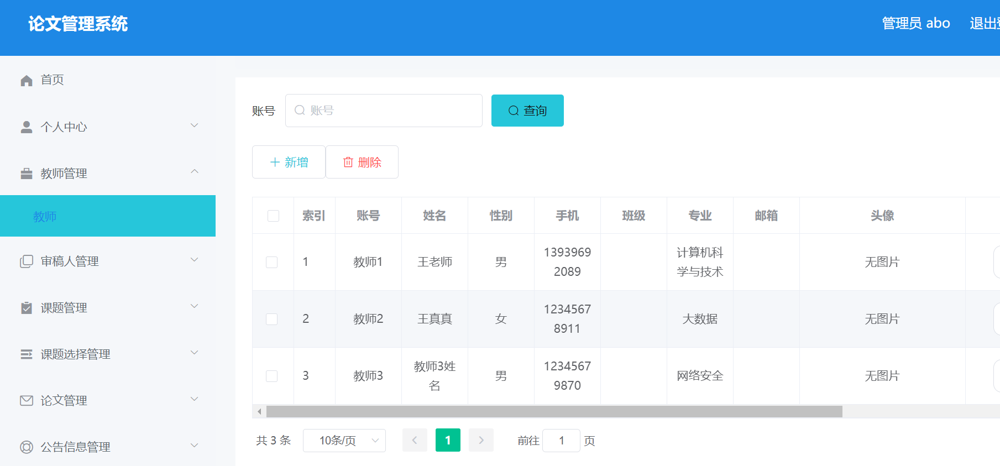 论文管理系统
管理员 abo 退出
首页
个人中心
教师管理
教师
审稿人管理
课题管理
课题选择管理
论文管理
公告信息管理
账号 账号 查询
新增 删除
索引 账号 姓名 性别 手机 班级 专业 邮箱 头像
1 教师1 王老师 男 1393969 计算机科 无图片
2089 学与技术
2 教师2 王真真 女 1234567 大数据 无图片
8911
3 教师3 教师3姓 男 1234567 网络安全 无图片
名 9870
共 3 条 10条/页 1 前往 1 页